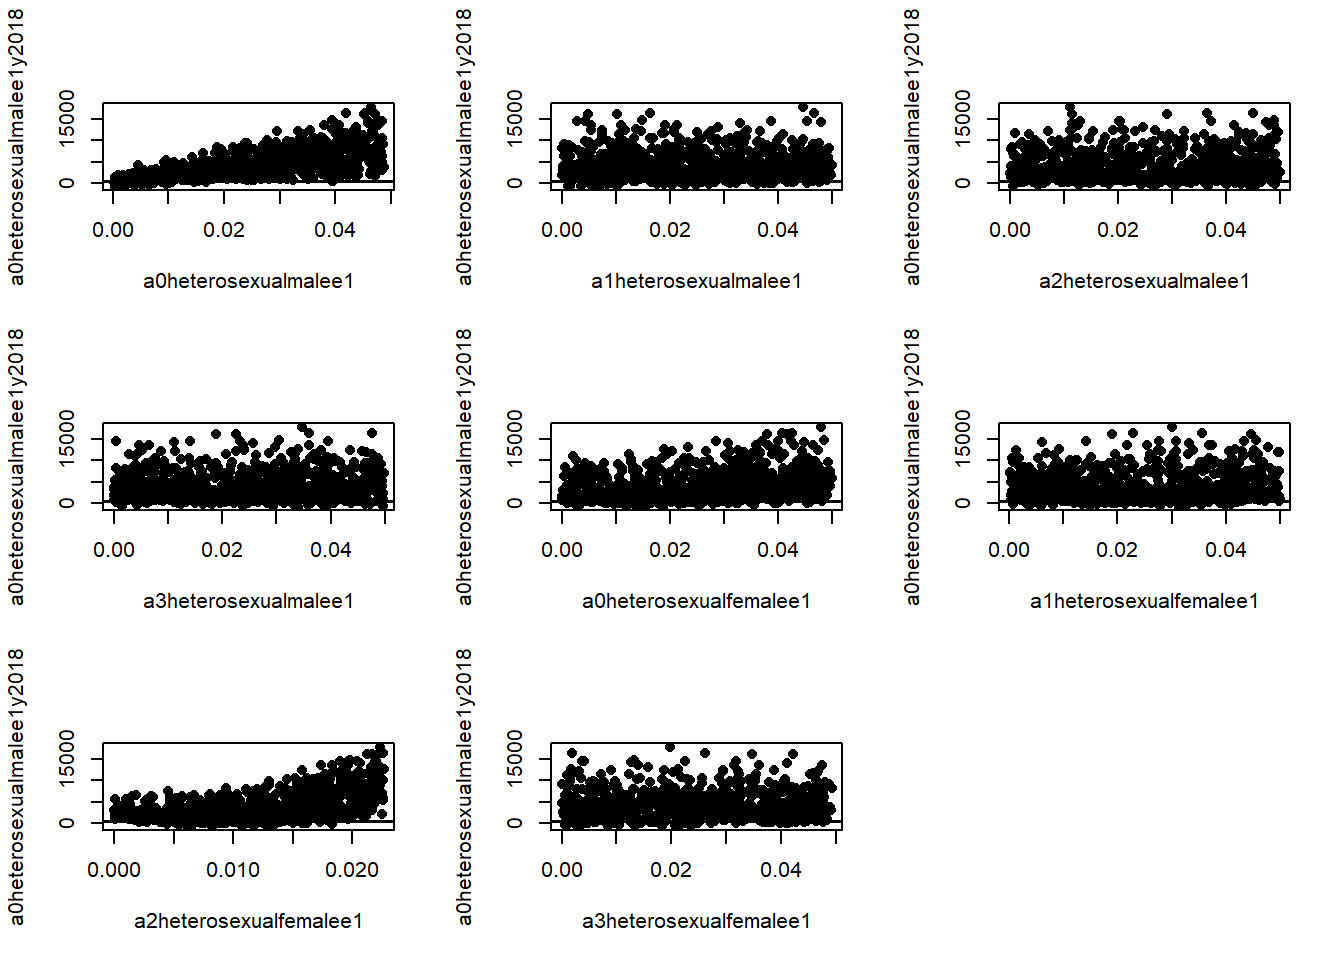 a0heterosexualmalee1y2018
0 15000
0.00 0.02 0.04
a0heterosexualmalee1
a0heterosexualmalee1y2018
0 15000
0.00 0.02 0.04
a1heterosexualmalee1
a0heterosexualmalee1y2018
0 15000
0.00 0.02 0.04
a2heterosexualmalee1
a0heterosexualmalee1y2018
0 15000
0.00 0.02 0.04
a3heterosexualmalee1
a0heterosexualmalee1y2018
0 15000
0.00 0.02 0.04
a0heterosexualfemalee1
a0heterosexualmalee1y2018
0 15000
0.00 0.02 0.04
a1heterosexualfemalee1
a0heterosexualmalee1y2018
0 15000
0.000 0.010 0.020
a2heterosexualfemalee1
a0heterosexualmalee1y2018
0 15000
0.00 0.02 0.04
a3heterosexualfemalee1